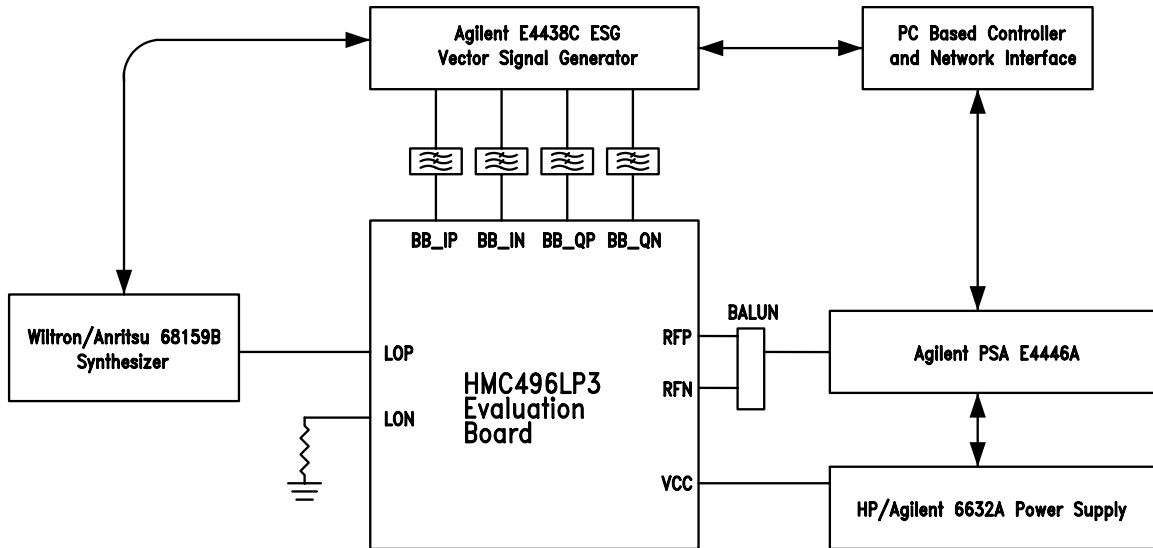 Agilent E4438C ESG
Vector Signal Generator
PC Based Controller
and Network Interface
BB_IP
BB_IN
BB_QP
BB_QN
Wiltron/Anritsu 68159B
Synthesizer
LOP
LON
HMC496LP3
Evaluation
Board
RFP
RFN
VCC
BALUN
Agilent PSA E4446A
HP/Agilent 6632A Power Supply